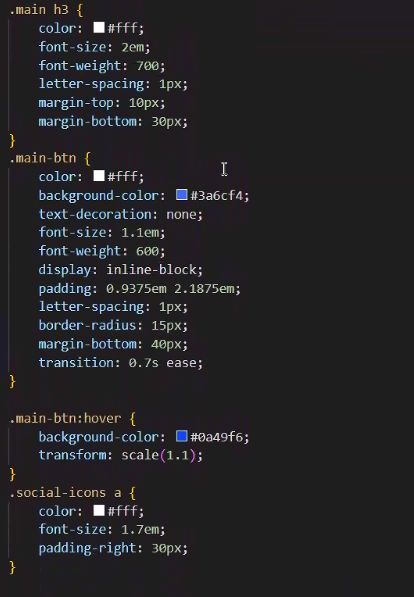 .main h3 {
color: #fff;
font-size: 2em;
font-weight: 700;
letter-spacing: 1px;
margin-top: 10px;
margin-bottom: 30px;
}
.main-btn {
color: #fff;
background-color: #3a6cf4;
text-decoration: none;
font-size: 1.1em;
font-weight: 600;
display: inline-block;
padding: 0.9375em 2.1875em;
letter-spacing: 1px;
border-radius: 15px;
margin-bottom: 40px;
transition: 0.7s ease;
}
.main-btn:hover {
background-color: #0a49f6;
transform: scale(1.1);
}
.social-icons a {
color: #fff;
font-size: 1.7em;
padding-right: 30px;
}